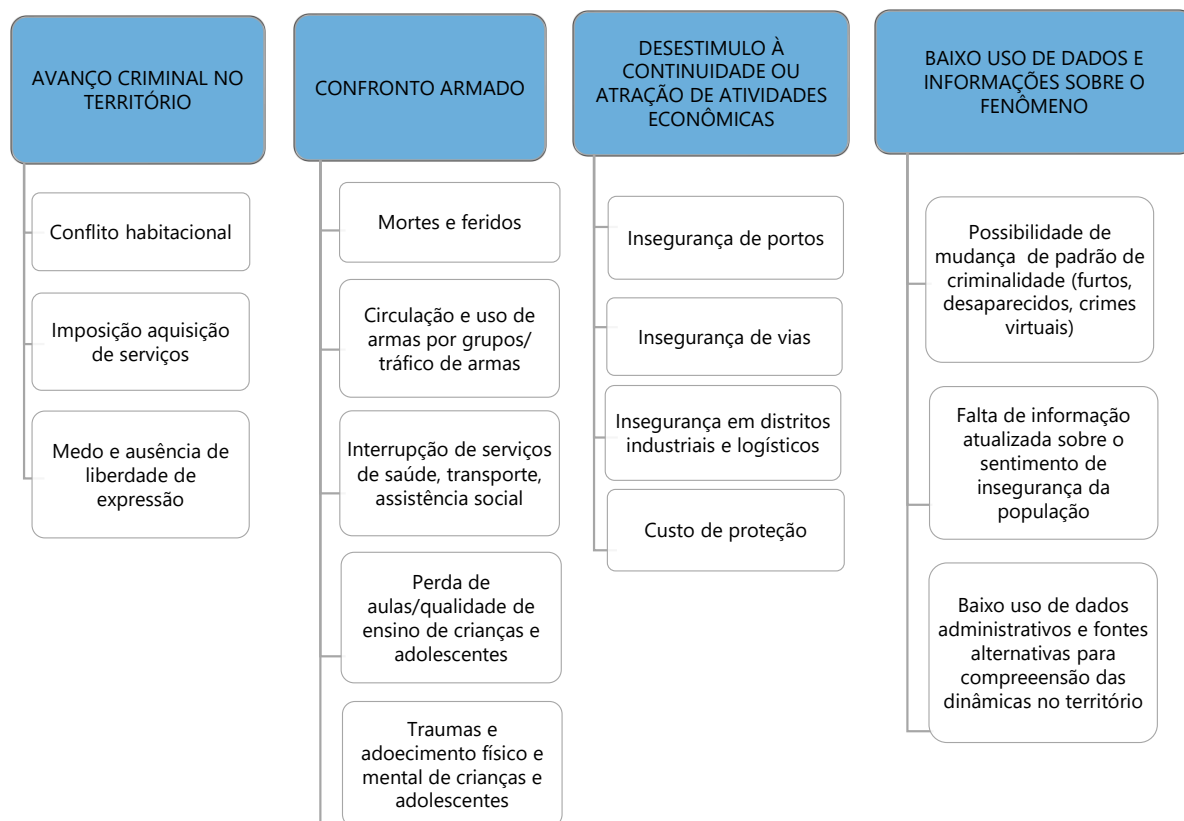 AVANÇO CRIMINAL NO
TERRITÓRIO
Conflito habitacional
Imposição aquisição
de serviços
Medo e ausência de
liberdade de
expressão
CONFRONTO ARMADO
Mortes e feridos
Circulação e uso de
armas por grupos/
tráfico de armas
Interrupção de serviços
de saúde, transporte,
assistência social
Perda de
aulas/qualidade de
ensino de crianças e
adolescentes
Traumas e
adoecimento físico e
mental de crianças e
adolescentes
DESESTIMULO À
CONTINUIDADE OU
ATRAÇÃO DE ATIVIDADES
ECONÔMICAS
Insegurança de portos
Insegurança de vias
Insegurança em distritos
industriais e logísticos
Custo de proteção
BAIXO USO DE DADOS E
INFORMAÇÕES SOBRE O
FENÔMENO
Possibilidade de
mudança de padrão de
criminalidade (furtos,
desaparecidos, crimes
virtuais)
Falta de informação
atualizada sobre o
sentimento de
insegurança da
população
Baixo uso de dados
administrativos e fontes
alternativas para
compreeensão das
dinâmicas no território